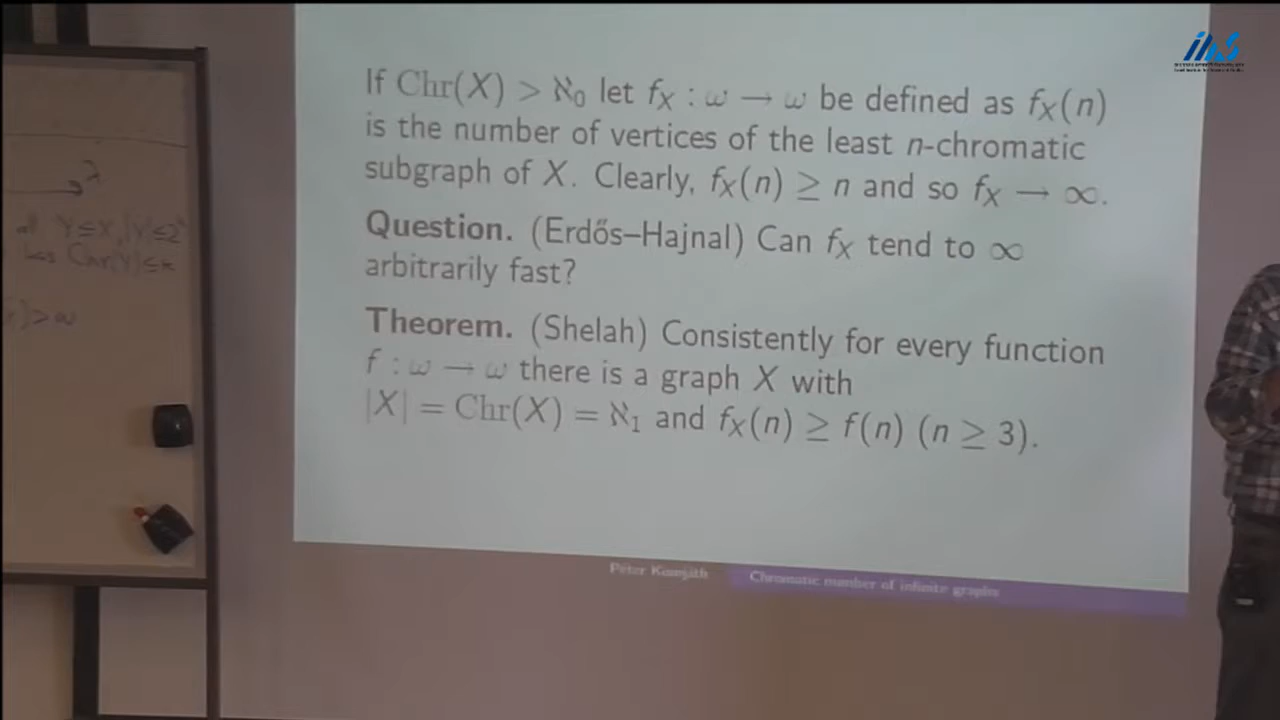 If Chr(X) > ℵ₀ let f_X : ω → ω be defined as f_X(n)
is the number of vertices of the least n-chromatic
subgraph of X. Clearly, f_X(n) ≥ n and so f_X → ∞.
Question. (Erdős–Hajnal) Can f_X tend to ∞
arbitrarily fast?
Theorem. (Shelah) Consistently for every function
f : ω → ω there is a graph X with
|X| = Chr(X) = ℵ₁ and f_X(n) ≥ f(n) (n ≥ 3).
Péter Komjáth
Chromatic number of infinite graphs
λ
Chr(Y) ≤
) > ω